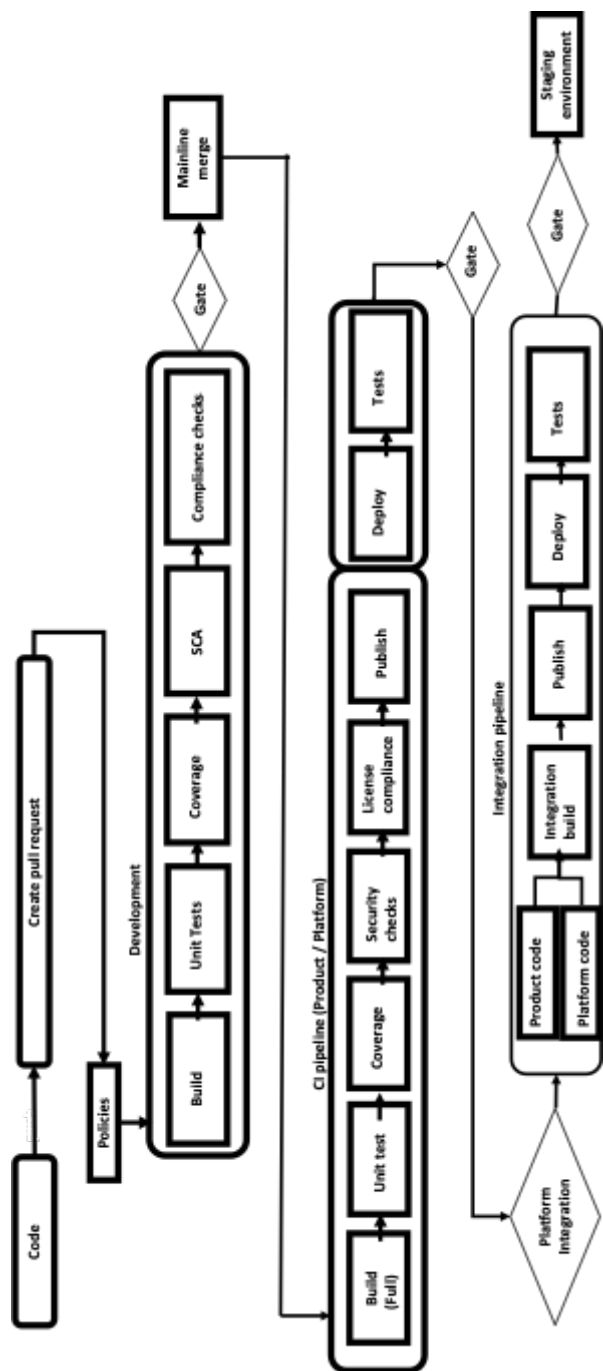 Code
Create pull request
Policies
Development
Build
Unit Tests
Coverage
SCA
Compliance checks
Gate
Mainline
merge
CI pipeline (Product / Platform)
Build
(Full)
Unit test
Coverage
Security
checks
License
compliance
Publish
Deploy
Tests
Gate
Platform
Integration
Integration pipeline
Product code
Platform code
Integration
build
Publish
Deploy
Tests
Gate
Staging
environment